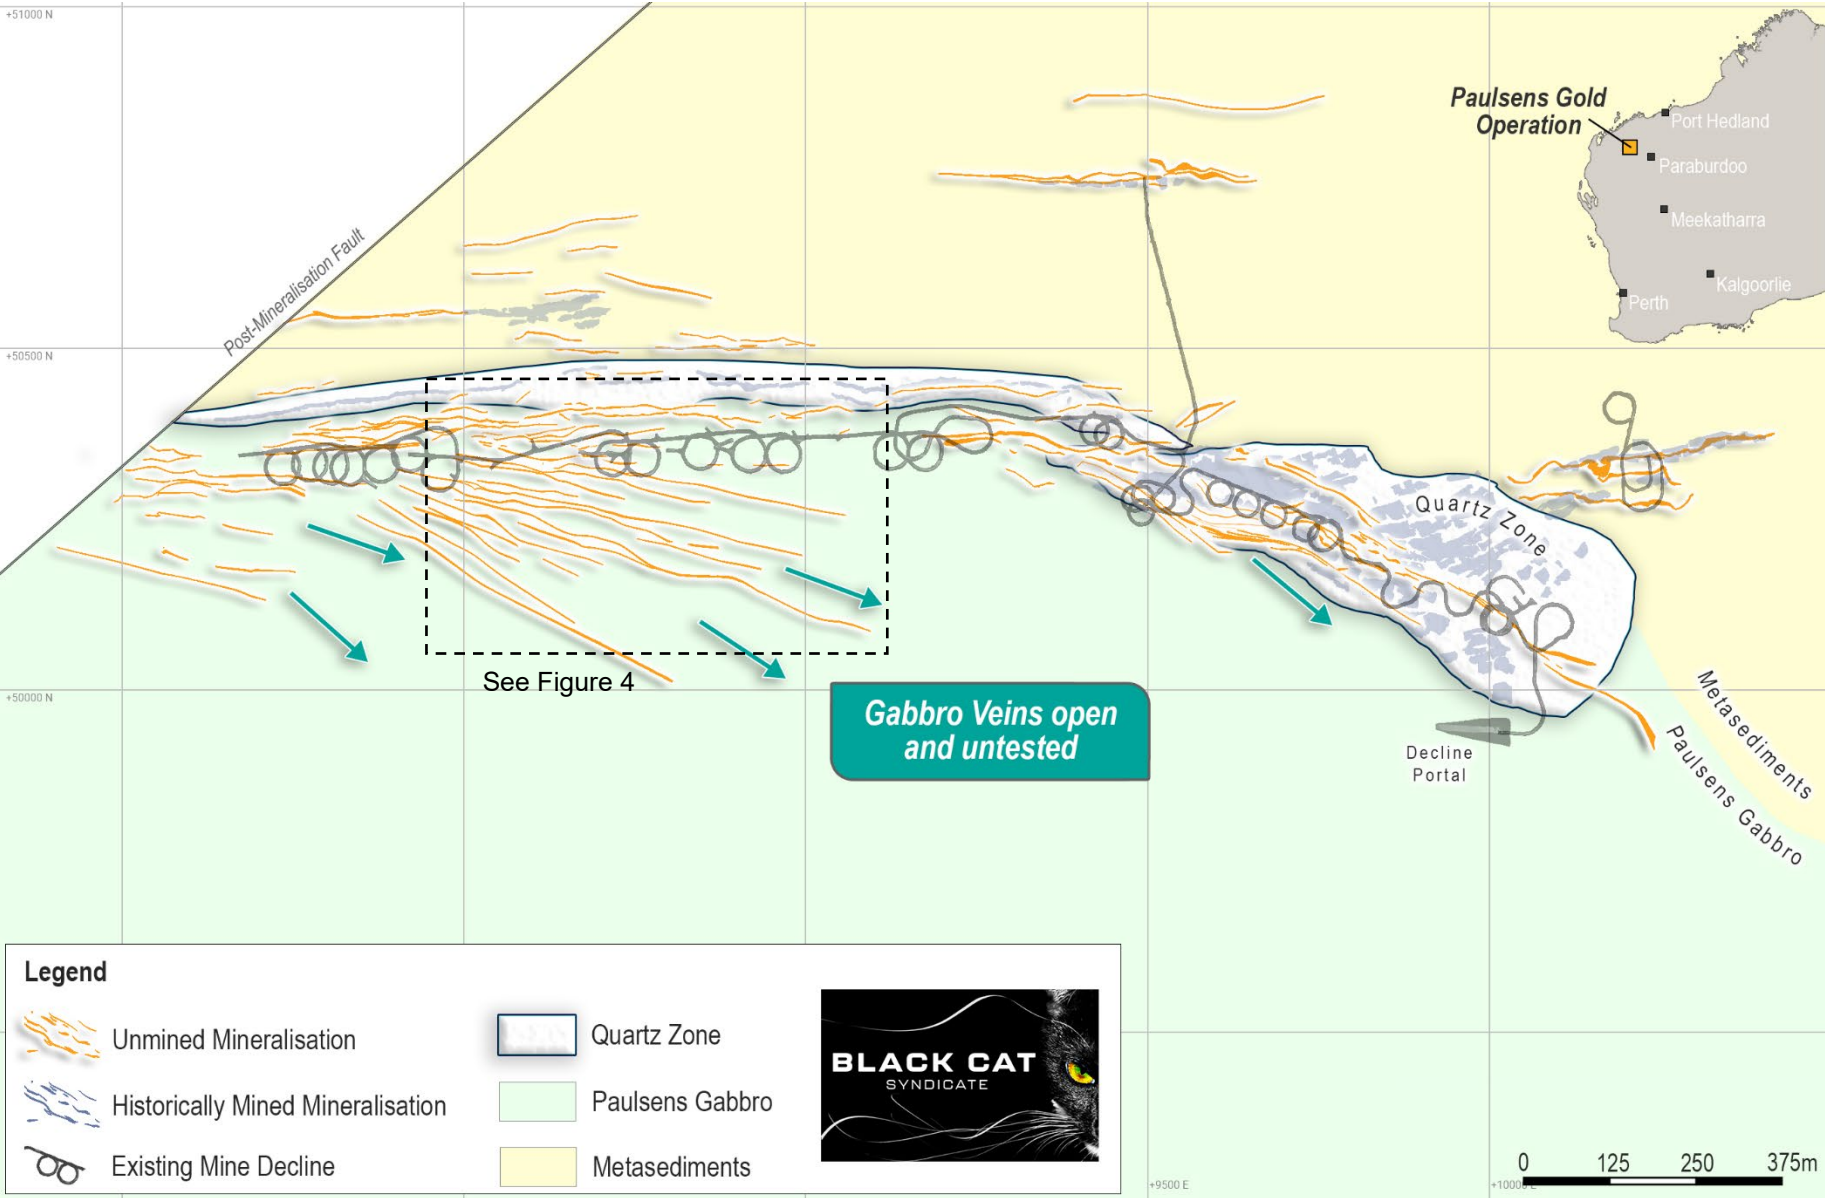 +51000 N
Paulsens Gold
Operation
Port Hedland
Paraburdoo
Meekatharra
Kalgoorlie
Perth
Post-Mineralisation Fault
+50500 N
Quartz Zone
See Figure 4
+50000 N
Gabbro Veins open
and untested
Decline
Portal
Metasediments
Paulsens Gabbro
Legend
Unmined Mineralisation
Historically Mined Mineralisation
Existing Mine Decline
Quartz Zone
Paulsens Gabbro
Metasediments
BLACK CAT
SYNDICATE
0 125 250 375m
+9500 E
+10000 E